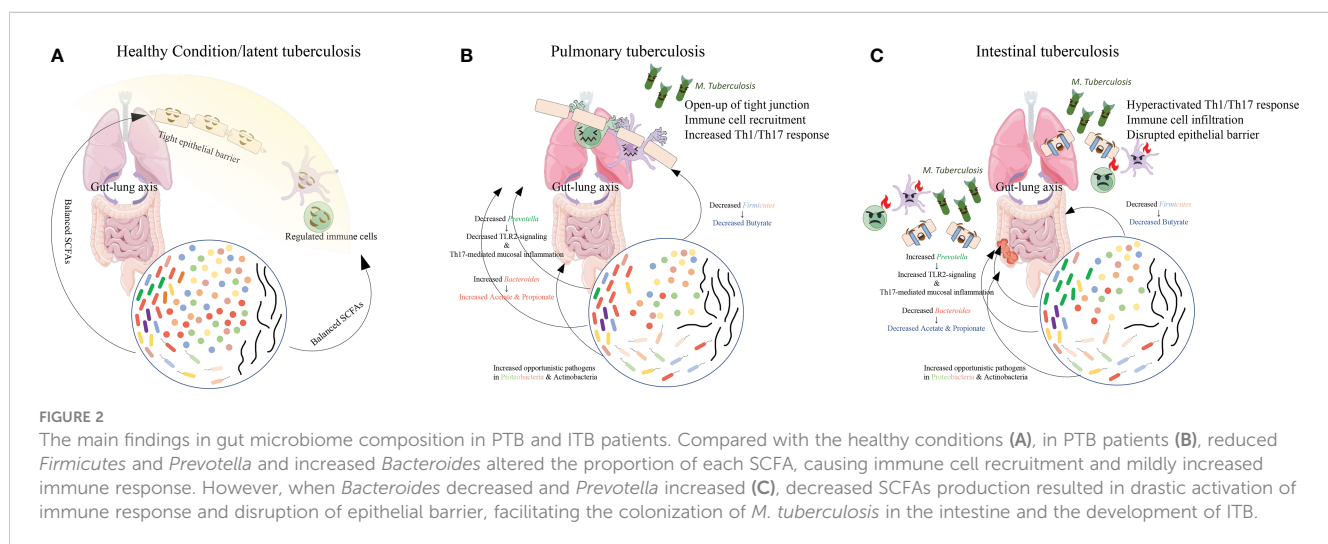 A
Healthy Condition/latent tuberculosis
Tight epithelial barrier
Gut-lung axis
Balanced SCFAs
Regulated immune cells
Balanced SCFAs
B
Pulmonary tuberculosis
M. Tuberculosis
Open-up of tight junction
Immune cell recruitment
Increased Th1/Th17 response
Gut-lung axis
Decreased Prevotella
↓
Decreased TLR2-signaling
&
Th17-mediated mucosal inflammation
Increased Bacteroides
↓
Increased Acetate & Propionate
Decreased Firmicutes
↓
Decreased Butyrate
Increased opportunistic pathogens
in Proteobacteria & Actinobacteria
C
Intestinal tuberculosis
M. Tuberculosis
Hyperactivated Th1/Th17 response
Immune cell infiltration
Disrupted epithelial barrier
M. Tuberculosis
Gut-lung axis
Decreased Firmicutes
↓
Decreased Butyrate
Increased Prevotella
↓
Increased TLR2-signaling
&
Th17-mediated mucosal inflammation
Decreased Bacteroides
↓
Decreased Acetate & Propionate
Increased opportunistic pathogens
in Proteobacteria & Actinobacteria
FIGURE 2
The main findings in gut microbiome composition in PTB and ITB patients. Compared with the healthy conditions (A), in PTB patients (B), reduced
Firmicutes and Prevotella and increased Bacteroides altered the proportion of each SCFA, causing immune cell recruitment and mildly increased
immune response. However, when Bacteroides decreased and Prevotella increased (C), decreased SCFAs production resulted in drastic activation of
immune response and disruption of epithelial barrier, facilitating the colonization of M. tuberculosis in the intestine and the development of ITB.